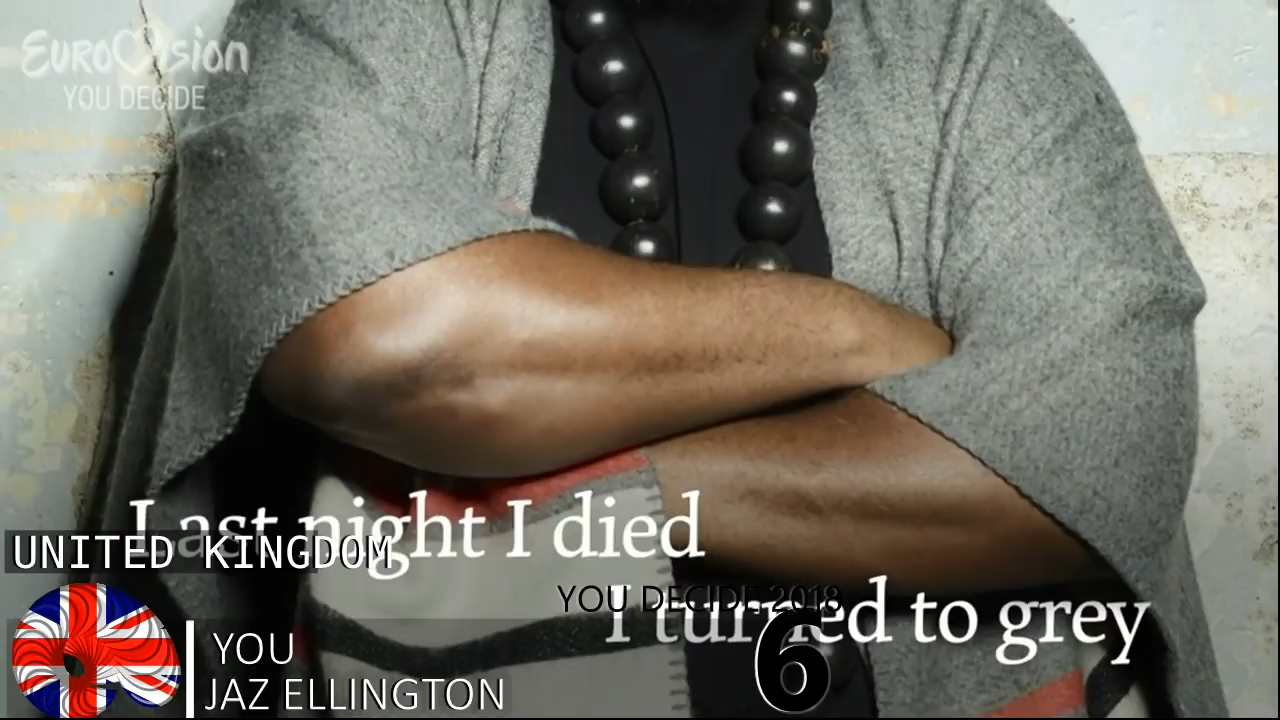 EUROVISION
YOU DECIDE
Last night I died
UNITED KINGDOM
YOU DECIDE 2018
I turned to grey
6
YOU
JAZ ELLINGTON